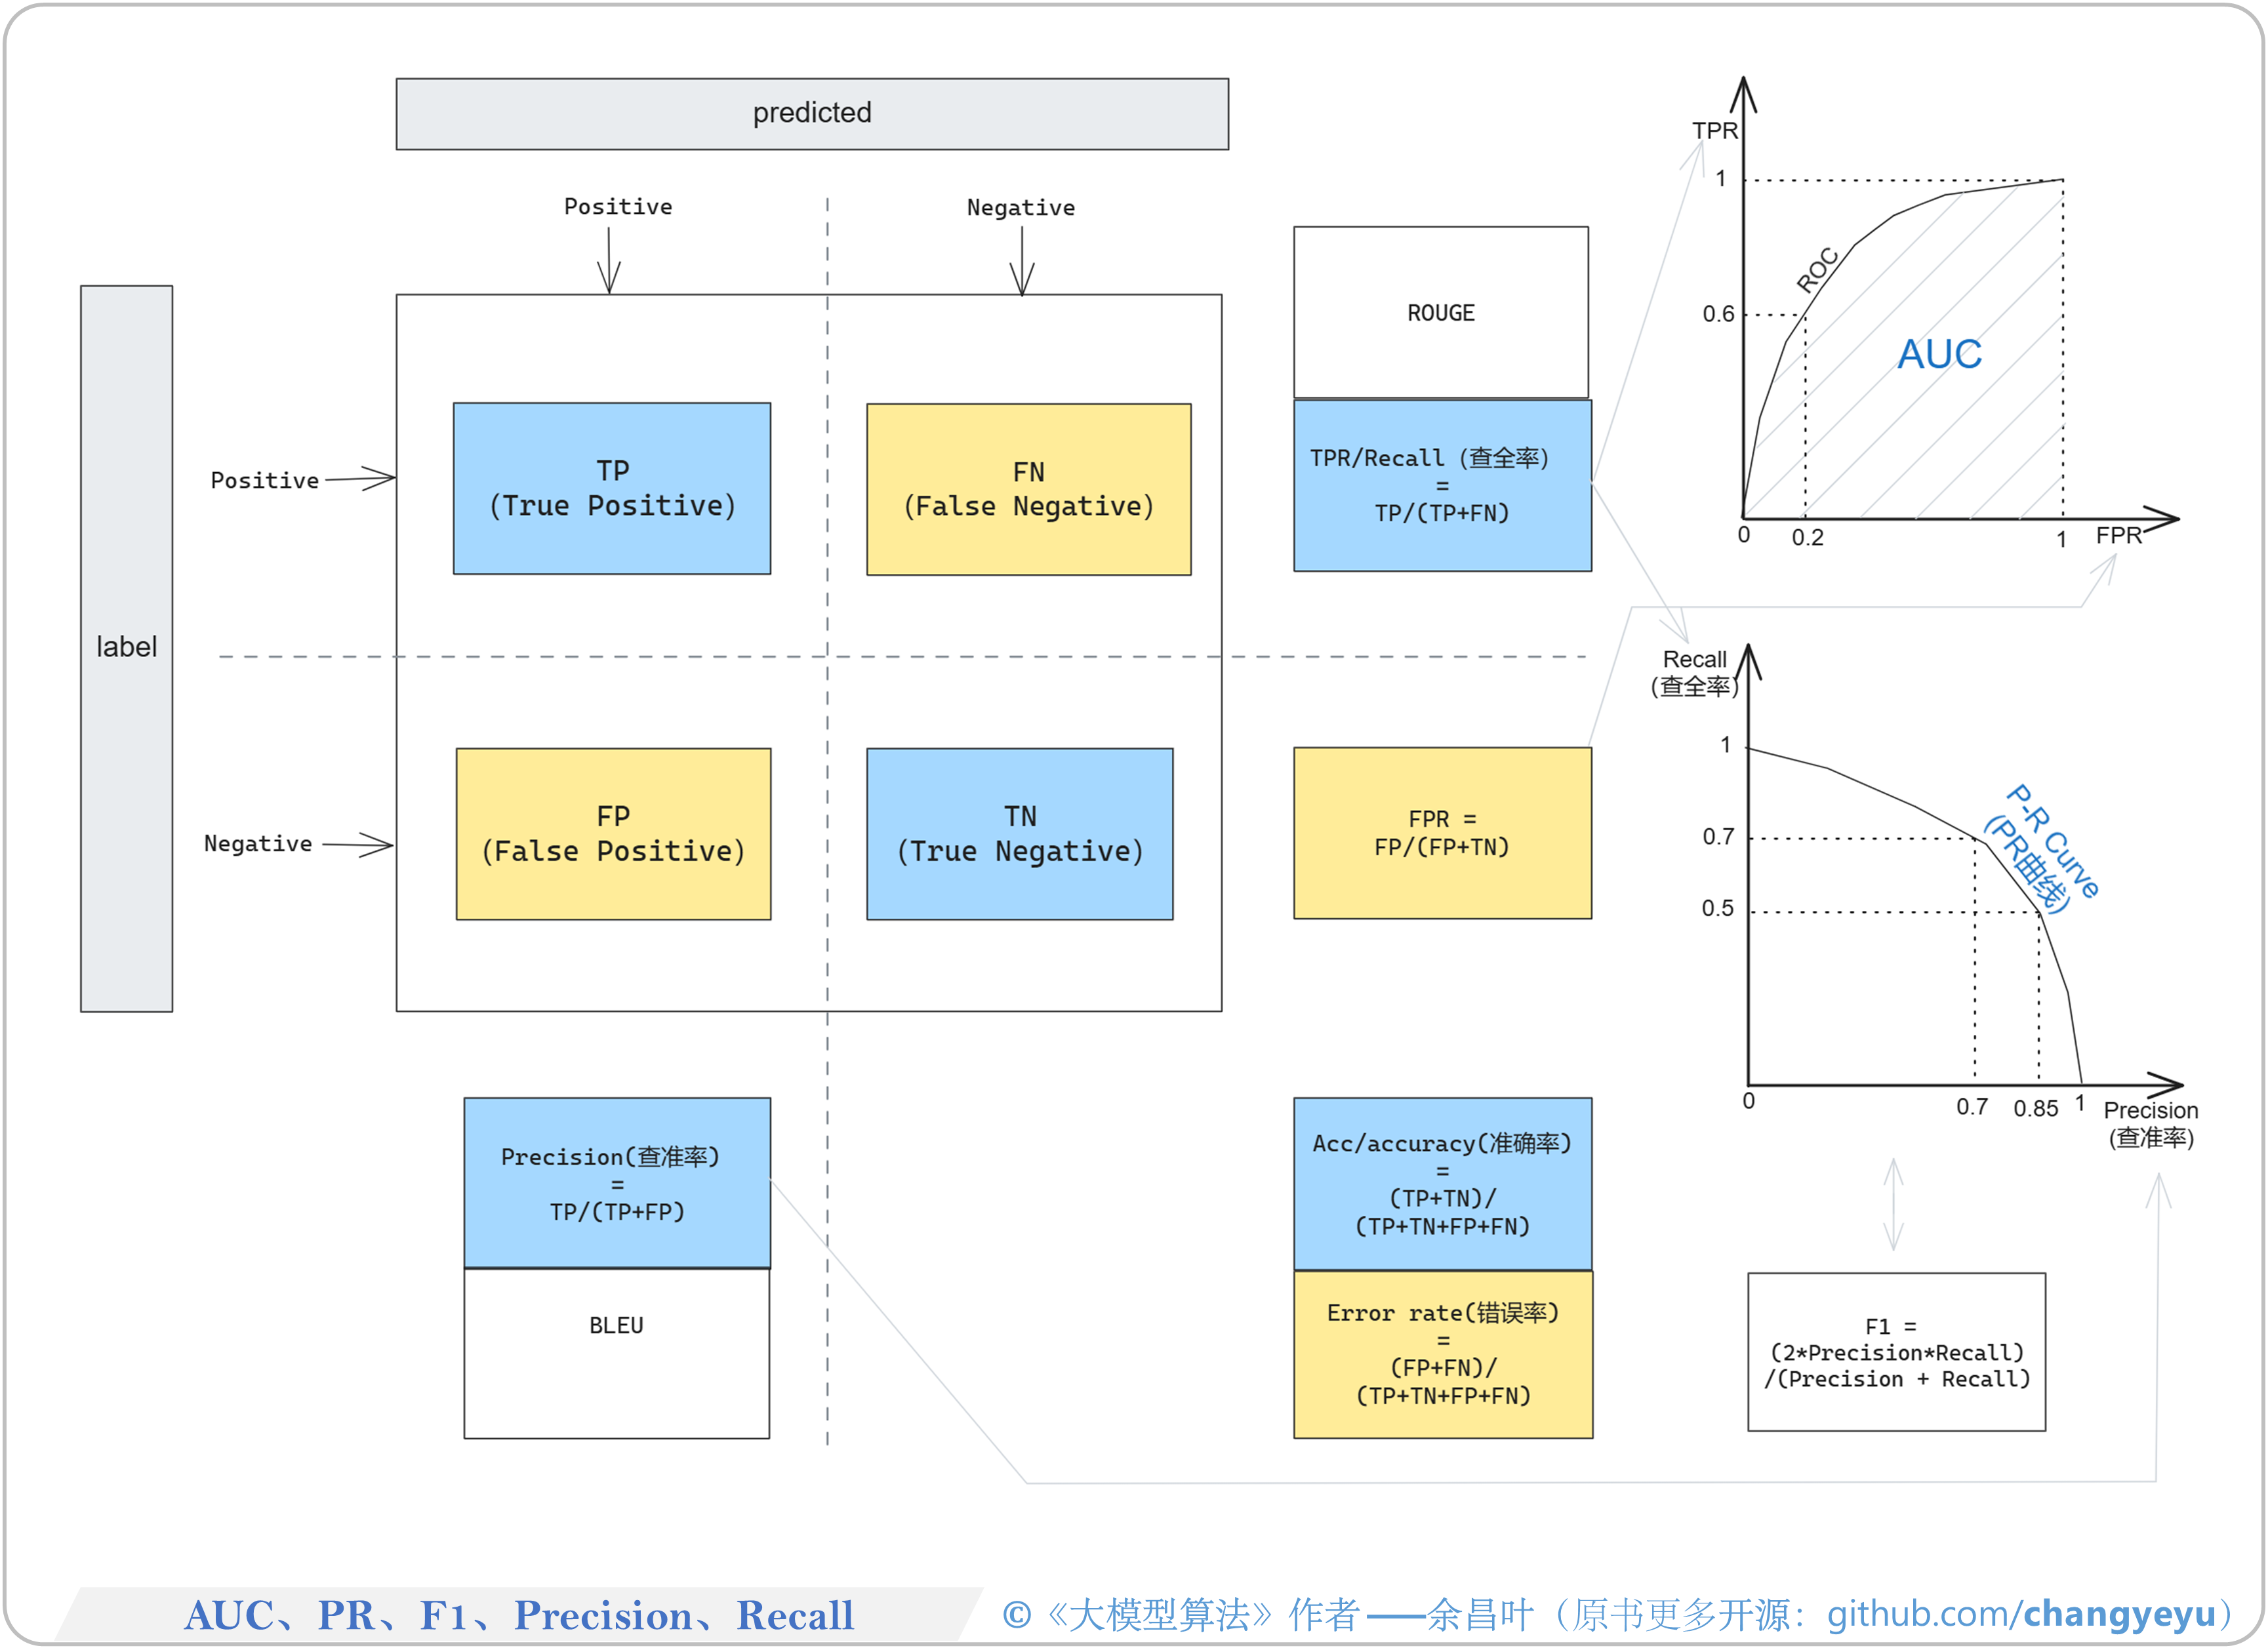 predicted
Positive
Negative
label
Positive
Negative
TP
(True Positive)
FN
(False Negative)
FP
(False Positive)
TN
(True Negative)
ROUGE
TPR/Recall (查全率)
=
TP/(TP+FN)
FPR =
FP/(FP+TN)
Precision(查准率)
=
TP/(TP+FP)
BLEU
Acc/accuracy(准确率)
=
(TP+TN)/
(TP+TN+FP+FN)
Error rate(错误率)
=
(FP+FN)/
(TP+TN+FP+FN)
TPR
1
ROC
0.6
AUC
0
0.2
1
FPR
Recall
(查全率)
1
P-R Curve
(PR曲线)
0.7
0.5
0
0.7
0.85
1
Precision
(查准率)
F1 =
(2*Precision*Recall)
/(Precision + Recall)
AUC、PR、F1、Precision、Recall
©《大模型算法》作者——余昌叶（原书更多开源：github.com/changyeyu）